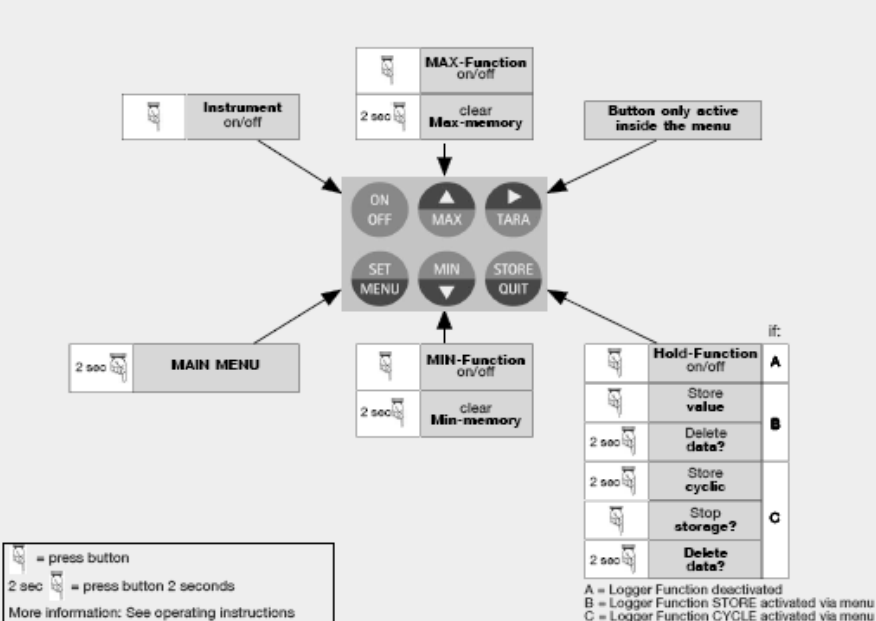 MAX-Function
on/off
2 sec
clear
Max-memory
Instrument
on/off
Button only active
inside the menu
ON
OFF
MAX
TARA
SET
MENU
MIN
STORE
QUIT
2 sec
MAIN MENU
MIN-Function
on/off
2 sec
clear
Min-memory
if:
Hold-Function
on/off
A
Store
value
B
2 sec
Delete
data?
2 sec
Store
cyclic
Stop
storage?
C
2 sec
Delete
data?
= press button
2 sec = press button 2 seconds
More information: See operating instructions
A = Logger Function deactivated
B = Logger Function STORE activated via menu
C = Logger Function CYCLE activated via menu